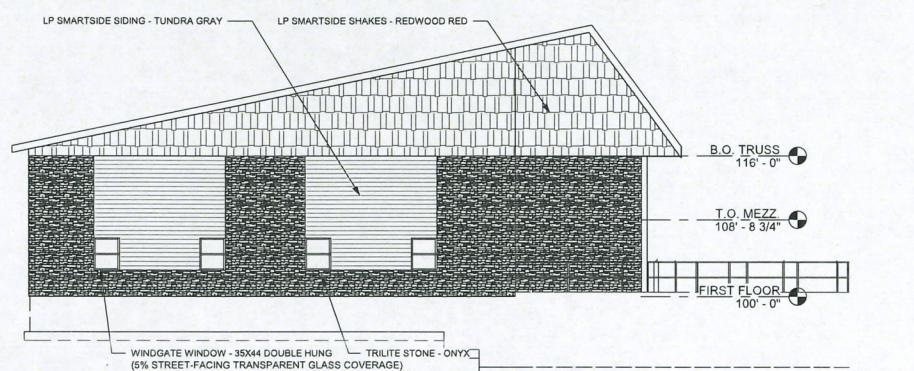 LP SMARTSIDE SIDING - TUNDRA GRAY
LP SMARTSIDE SHAKES - REDWOOD RED
B.O. TRUSS
116' - 0"
T.O. MEZZ.
108' - 8 3/4"
FIRST FLOOR
100' - 0"
WINDGATE WINDOW - 35X44 DOUBLE HUNG
(5% STREET-FACING TRANSPARENT GLASS COVERAGE)
TRILITE STONE - ONYX